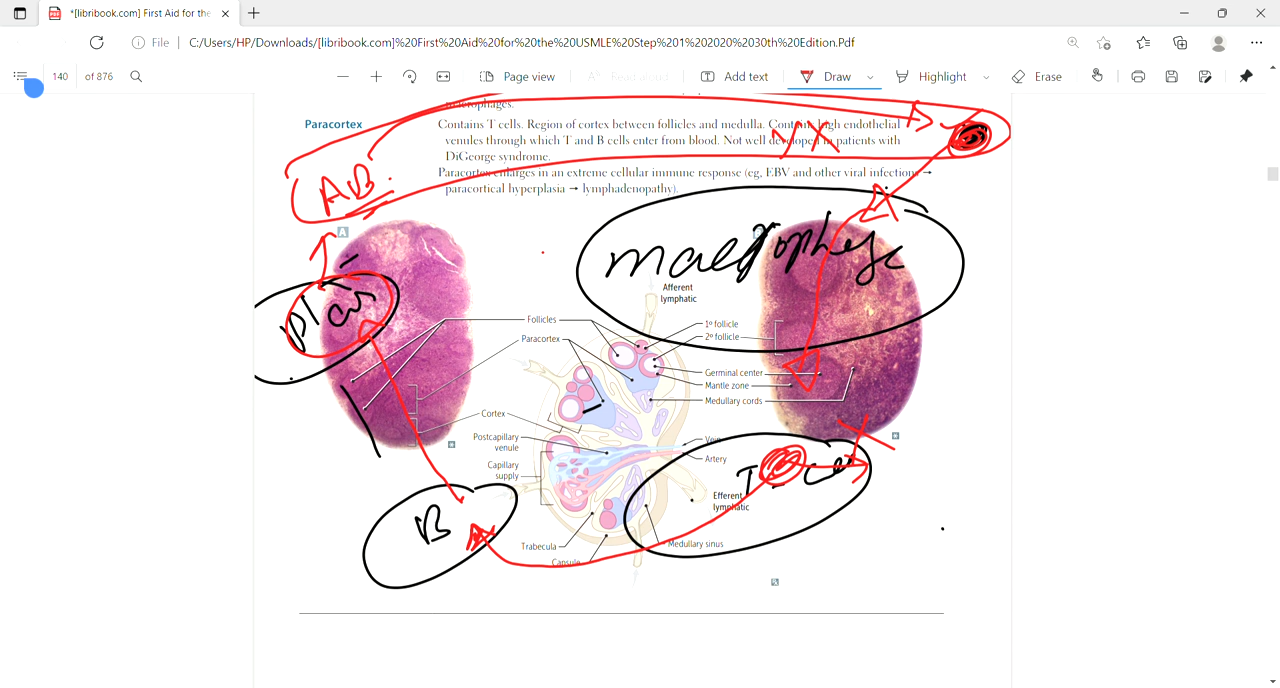 *[libribook.com] First Aid for the
File
C:/Users/HP/Downloads/[libribook.com]%20First%20Aid%20for%20the%20USMLE%20Step%201%202020%2030th%20Edition.Pdf
140 of 876
Page view
Read aloud
Add text
Draw
Highlight
Erase
macrophages.
Paracortex
Contains T cells. Region of cortex between follicles and medulla. Contains high endothelial
venules through which T and B cells enter from blood. Not well developed in patients with
DiGeorge syndrome.
Paracortex enlarges in an extreme cellular immune response (eg, EBV and other viral infections →
paracortical hyperplasia → lymphadenopathy).
AB
A
macrophage
Afferent
lymphatic
Follicles
1º follicle
Paracortex
2º follicle
Germinal center
Mantle zone
Medullary cords
Cortex
Postcapillary
venule
Vein
Artery
Capillary
supply
T cell
Efferent
lymphatic
B
Trabecula
Medullary sinus
Capsule